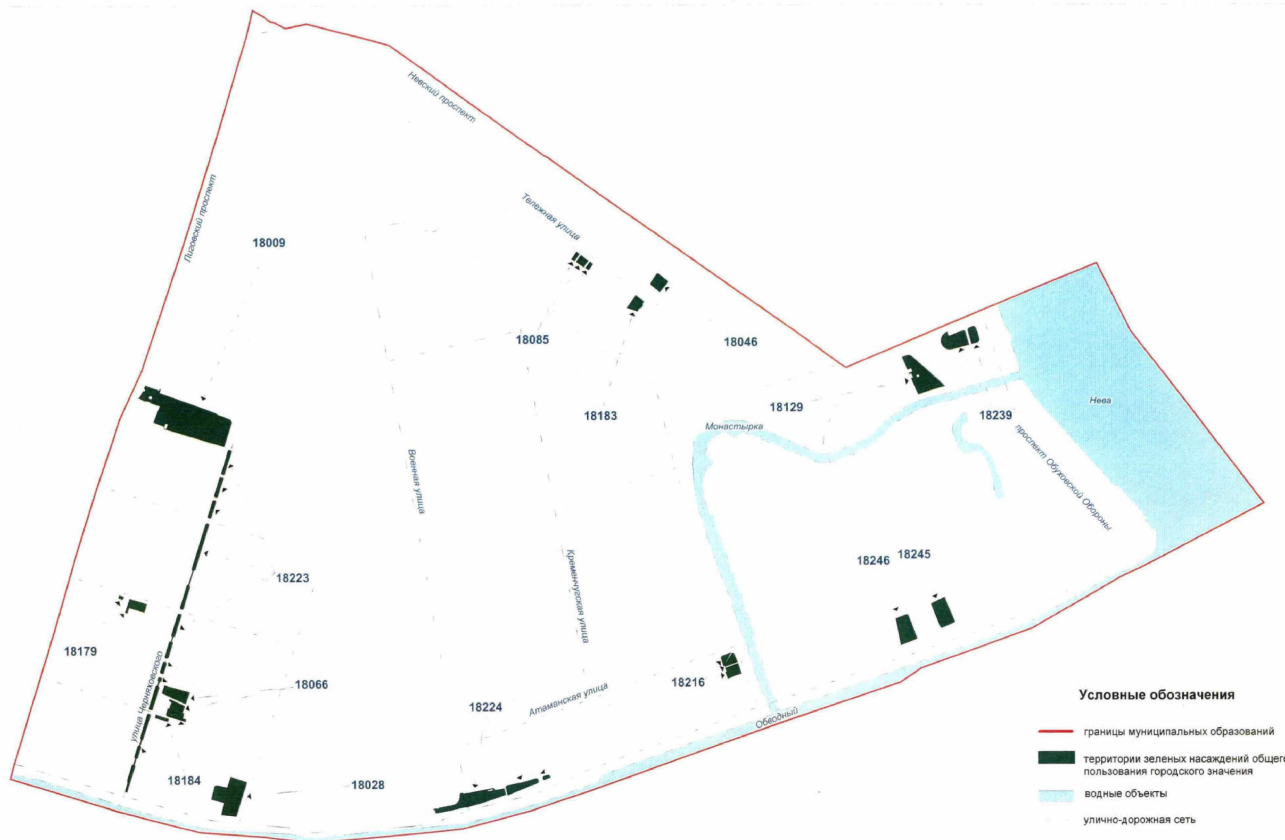 Невский проспект
Лиговский проспект
Тележная улица
18009
18085
18046
18183
18129
Монастырка
18239
Нева
проспект Обуховской Обороны
Военная улица
Кременчугская улица
18246
18245
18223
18179
18066
18216
улица Черняховского
18224
Атаманская улица
Обводный
18184
18028
Условные обозначения
границы муниципальных образований
территории зеленых насаждений общего
пользования городского значения
водные объекты
улично-дорожная сеть